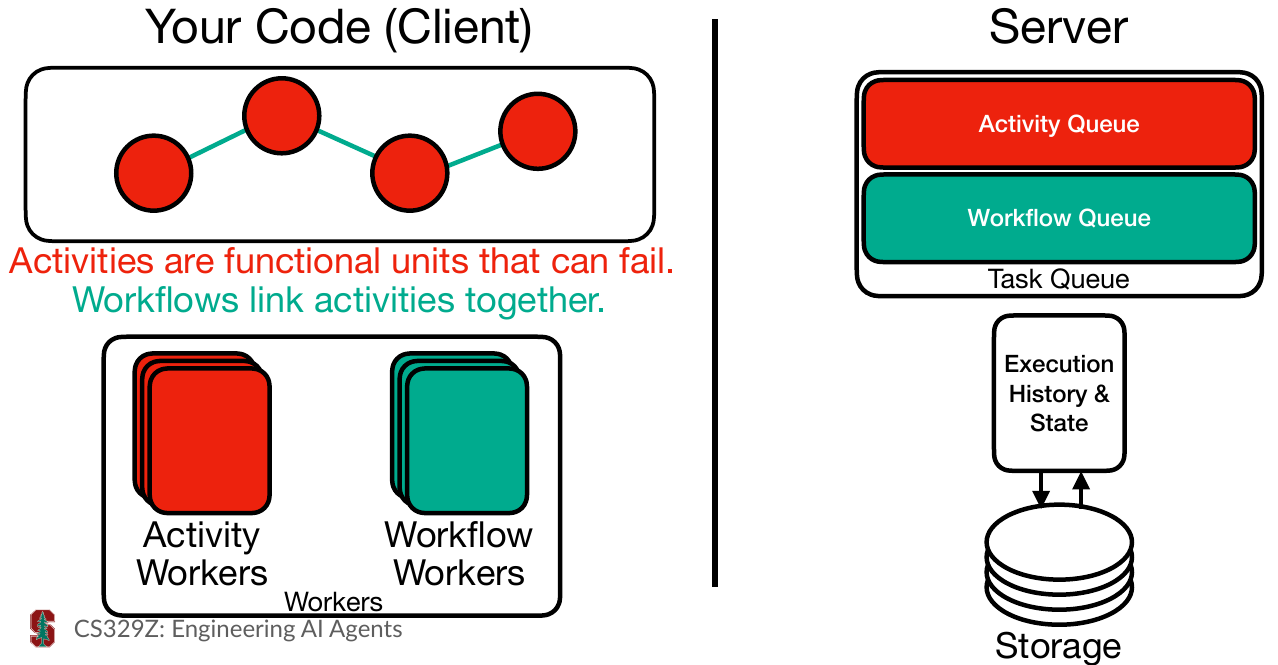 Your Code (Client)
Activities are functional units that can fail.
Workflows link activities together.
Activity
Workers
Workflow
Workers
Workers
CS329Z: Engineering AI Agents
Server
Activity Queue
Workflow Queue
Task Queue
Execution
History &
State
Storage